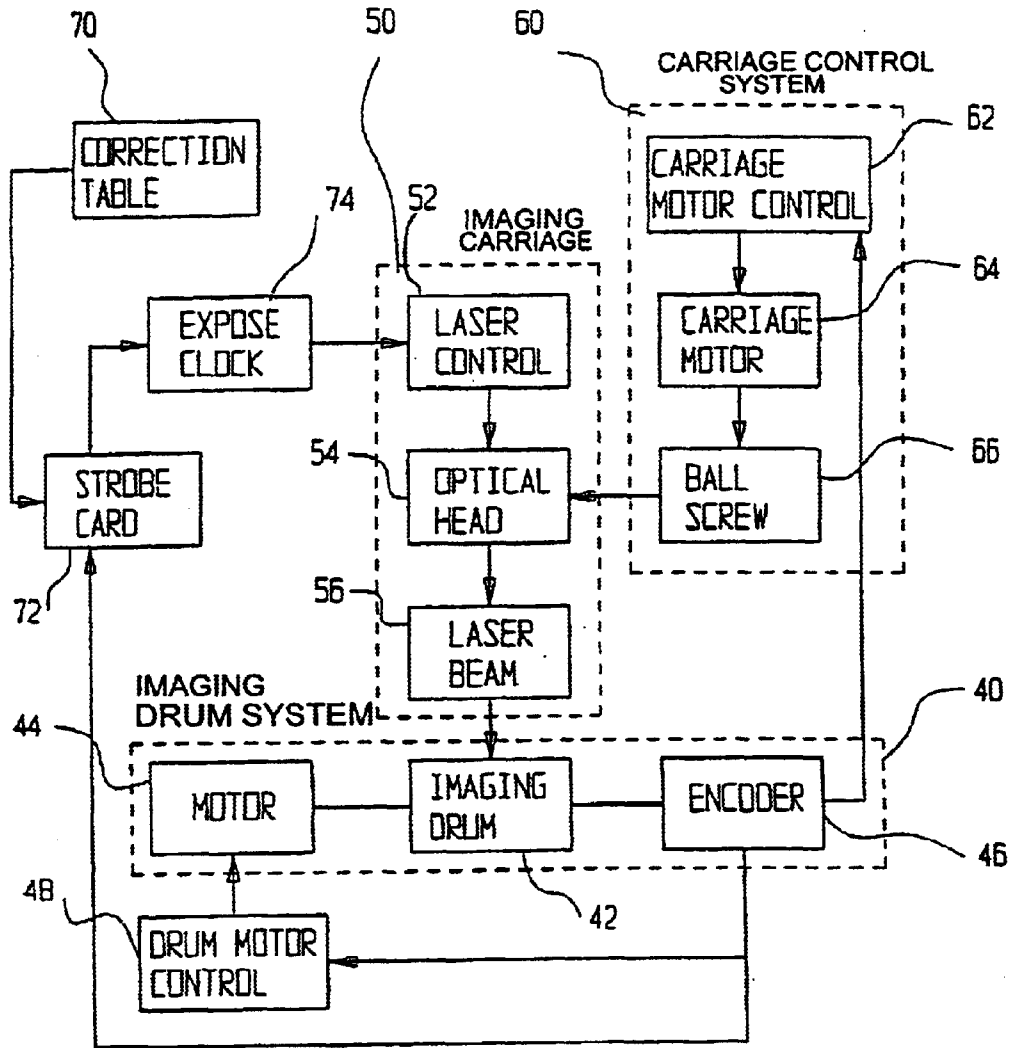 70
50
60
CARRIAGE CONTROL
SYSTEM
62
CORRECTION
TABLE
74
52
IMAGING
CARRIAGE
CARRIAGE
MOTOR CONTROL
64
EXPOSE
CLOCK
LASER
CONTROL
CARRIAGE
MOTOR
66
54
STROBE
CARD
OPTICAL
HEAD
BALL
SCREW
72
56
LASER
BEAM
IMAGING
DRUM SYSTEM
40
44
MOTOR
IMAGING
DRUM
ENCODER
46
48
42
DRUM MOTOR
CONTROL